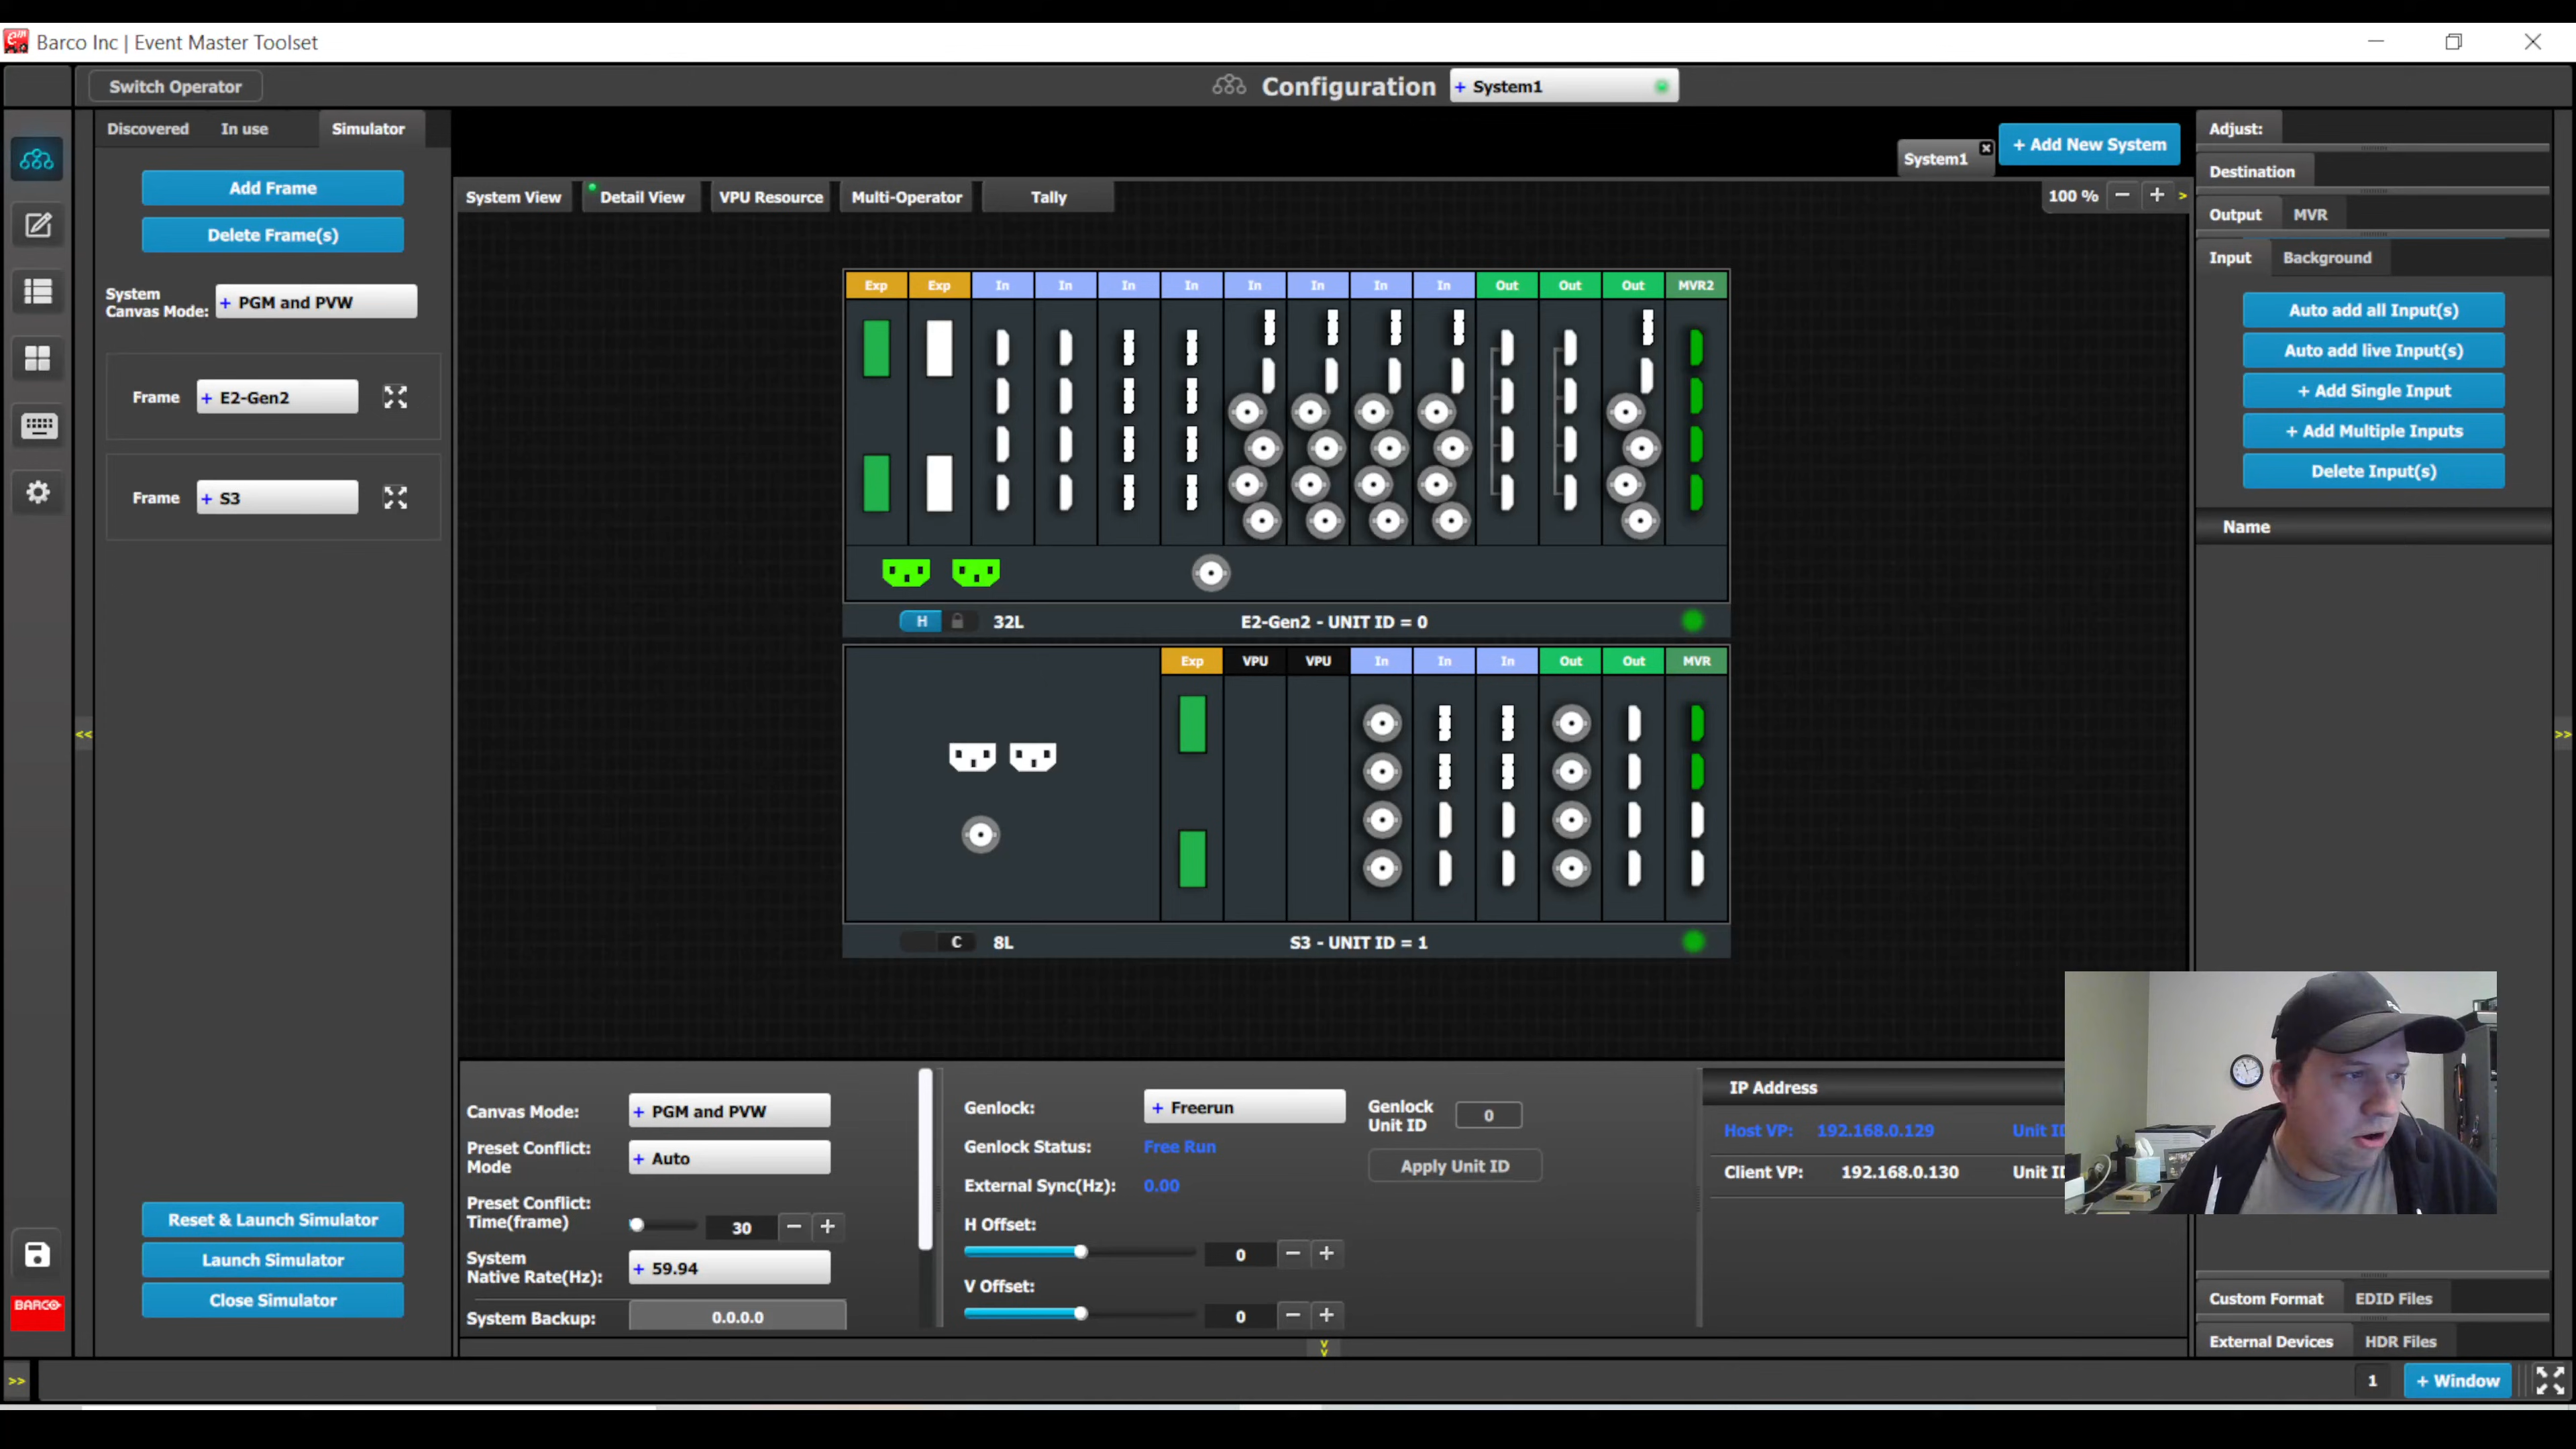 Barco Inc | Event Master Toolset
Switch Operator
Configuration
+ System1
Discovered
In use
Simulator
Add Frame
Delete Frame(s)
System
Canvas Mode:
+ PGM and PVW
Frame
+ E2-Gen2
Frame
+ S3
Reset & Launch Simulator
Launch Simulator
Close Simulator
BARCO
System1
+ Add New System
System View
Detail View
VPU Resource
Multi-Operator
Tally
100 %
Exp
Exp
In
In
In
In
In
In
In
In
Out
Out
Out
MVR2
H
32L
E2-Gen2 - UNIT ID = 0
Exp
VPU
VPU
In
In
In
Out
Out
MVR
C
8L
S3 - UNIT ID = 1
Canvas Mode:
+ PGM and PVW
Preset Conflict:
Mode
+ Auto
Preset Conflict:
Time(frame)
30
System
Native Rate(Hz):
+ 59.94
System Backup:
0.0.0.0
Genlock:
+ Freerun
Genlock
Unit ID
0
Genlock Status:
Free Run
Apply Unit ID
External Sync(Hz):
0.00
H Offset:
0
V Offset:
0
IP Address
Host VP:
192.168.0.129
Unit ID
Client VP:
192.168.0.130
Unit ID
Adjust:
Destination
Output
MVR
Input
Background
Auto add all Input(s)
Auto add live Input(s)
+ Add Single Input
+ Add Multiple Inputs
Delete Input(s)
Name
Custom Format
EDID Files
External Devices
HDR Files
>>
1
+ Window
<<
>>